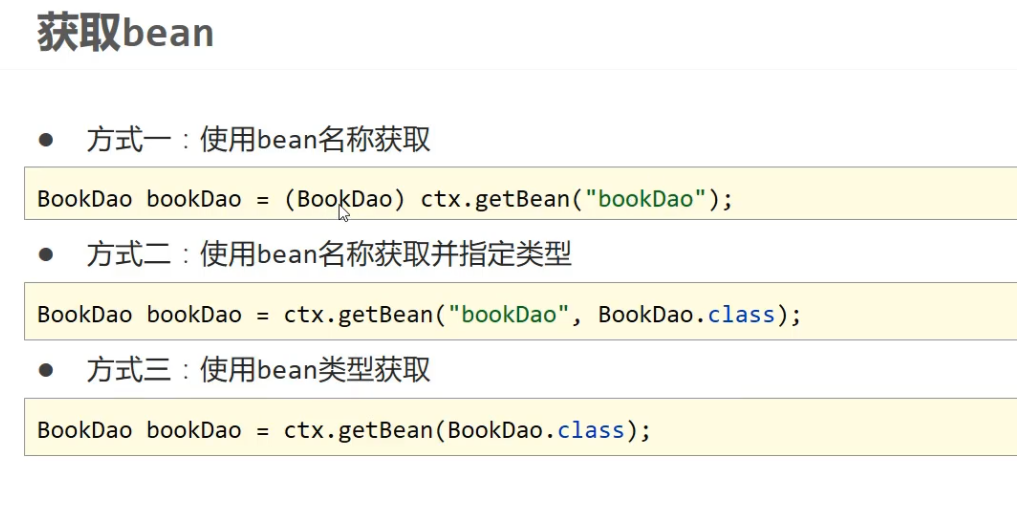 获取bean
● 方式一：使用bean名称获取
BookDao bookDao = (BookDao) ctx.getBean("bookDao");
● 方式二：使用bean名称获取并指定类型
BookDao bookDao = ctx.getBean("bookDao", BookDao.class);
● 方式三：使用bean类型获取
BookDao bookDao = ctx.getBean(BookDao.class);